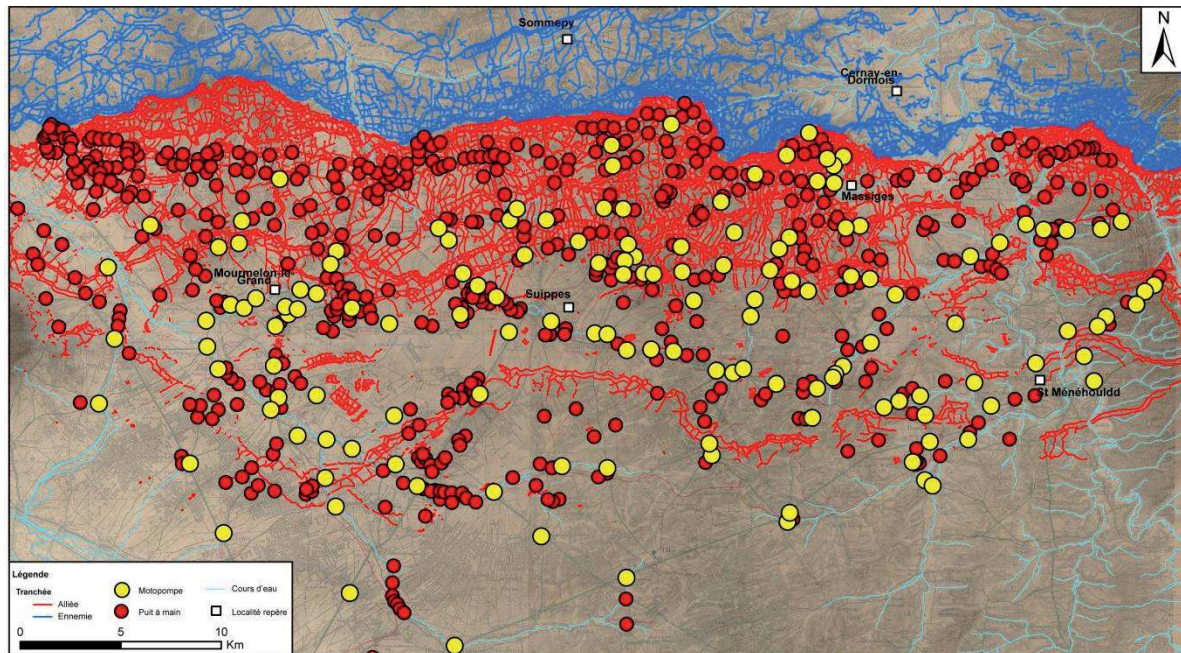 Sommepy
N
Cernay-en-
Dormois
Massiges
Mourmelon-le-
Grand
Suippes
St Ménéhouldd
Légende
Tranchée
Alliée
Ennemie
Motopompe
Puit à main
Cours d'eau
Localité repère
0 5 10
Km